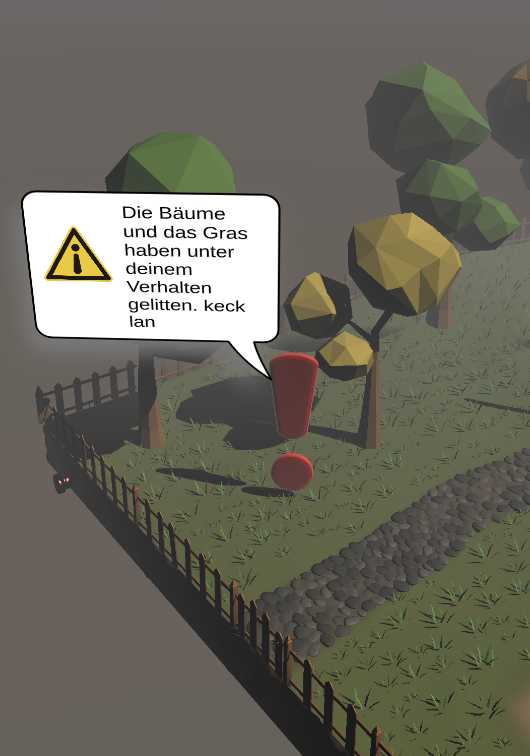 Die Bäume
und das Gras
haben unter
deinem
Verhalten
gelitten. keck
lan